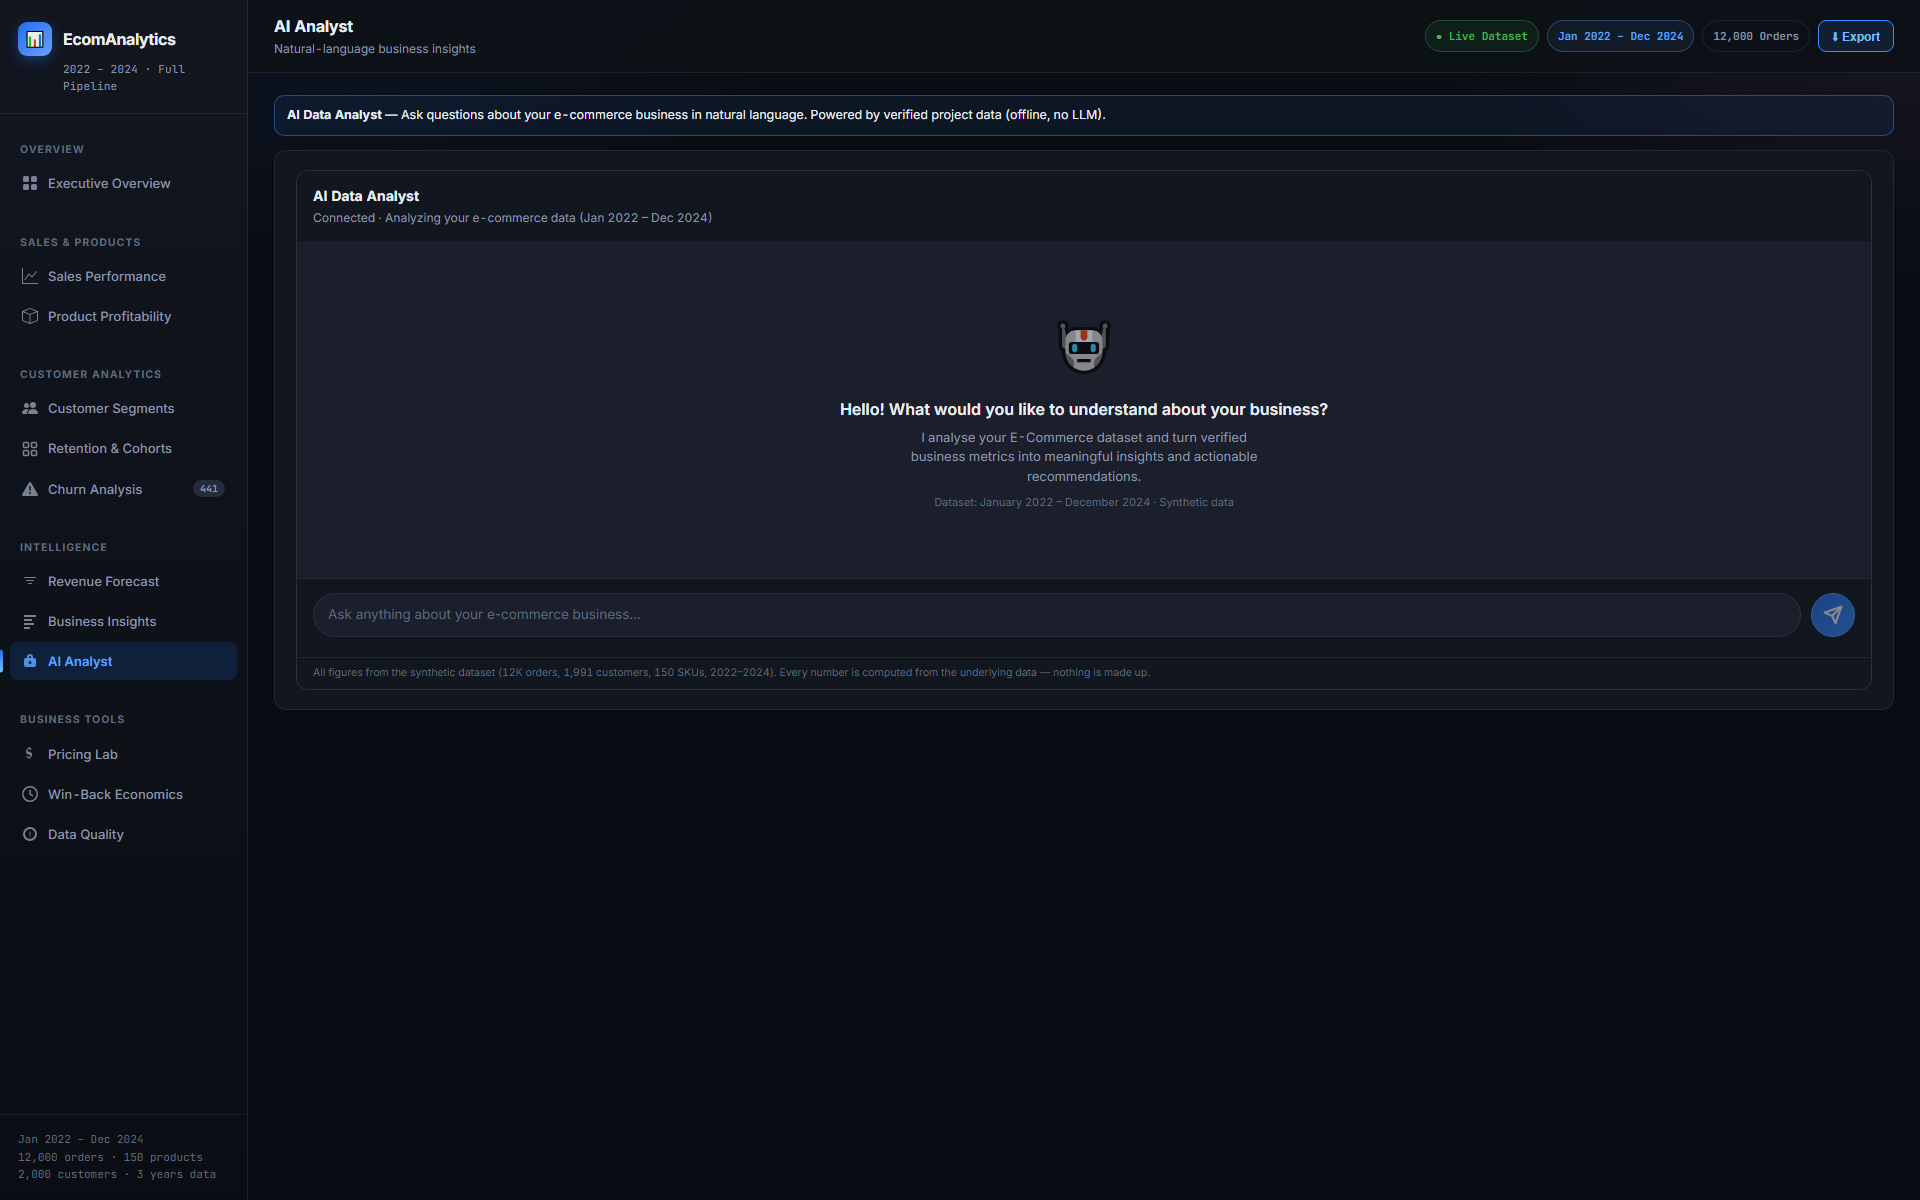 EcomAnalytics
2022 – 2024 · Full
Pipeline
OVERVIEW
Executive Overview
SALES & PRODUCTS
Sales Performance
Product Profitability
CUSTOMER ANALYTICS
Customer Segments
Retention & Cohorts
Churn Analysis 441
INTELLIGENCE
Revenue Forecast
Business Insights
AI Analyst
BUSINESS TOOLS
$ Pricing Lab
Win-Back Economics
Data Quality
Jan 2022 – Dec 2024
12,000 orders · 150 products
2,000 customers · 3 years data
AI Analyst
Natural-language business insights
● Live Dataset
Jan 2022 – Dec 2024
12,000 Orders
⬇ Export
AI Data Analyst — Ask questions about your e-commerce business in natural language. Powered by verified project data (offline, no LLM).
AI Data Analyst
Connected · Analyzing your e-commerce data (Jan 2022 – Dec 2024)
Hello! What would you like to understand about your business?
I analyse your E-Commerce dataset and turn verified
business metrics into meaningful insights and actionable
recommendations.
Dataset: January 2022 – December 2024 · Synthetic data
Ask anything about your e-commerce business...
All figures from the synthetic dataset (12K orders, 1,991 customers, 150 SKUs, 2022–2024). Every number is computed from the underlying data — nothing is made up.